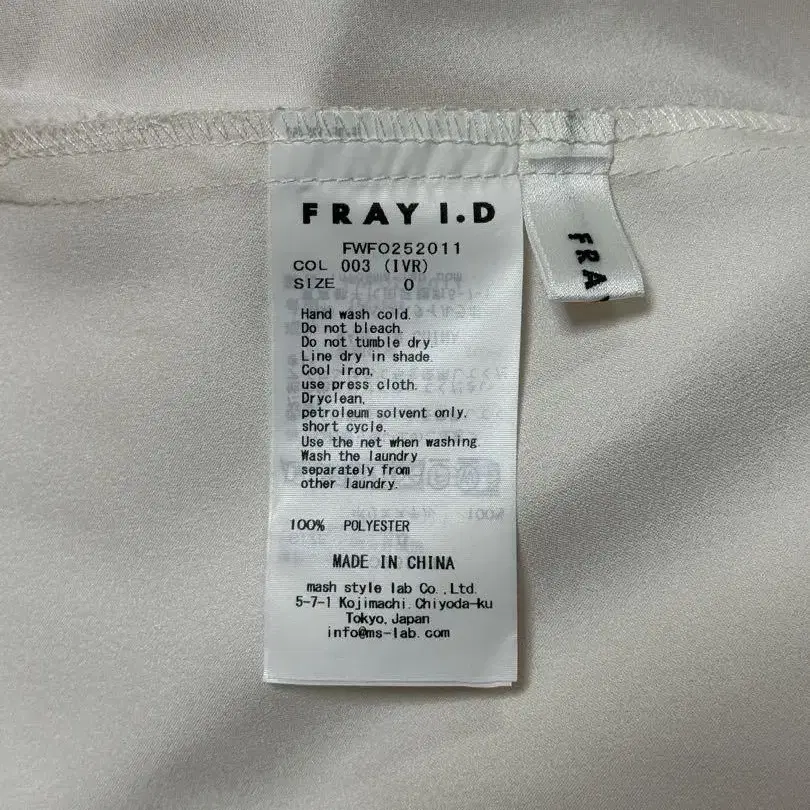 FRAY I.D
FWFO252011
COL 003 (IVR)
SIZE 0
Hand wash cold.
Do not bleach.
Do not tumble dry.
Line dry in shade.
Cool iron,
use press cloth.
Dryclean,
petroleum solvent only.
short cycle.
Use the net when washing.
Wash the laundry
separately from
other laundry.
100% POLYESTER
MADE IN CHINA
mash style lab Co.,Ltd.
5-7-1 Kojimachi.Chiyoda-ku
Tokyo,Japan
info@ms-lab.com
FRA